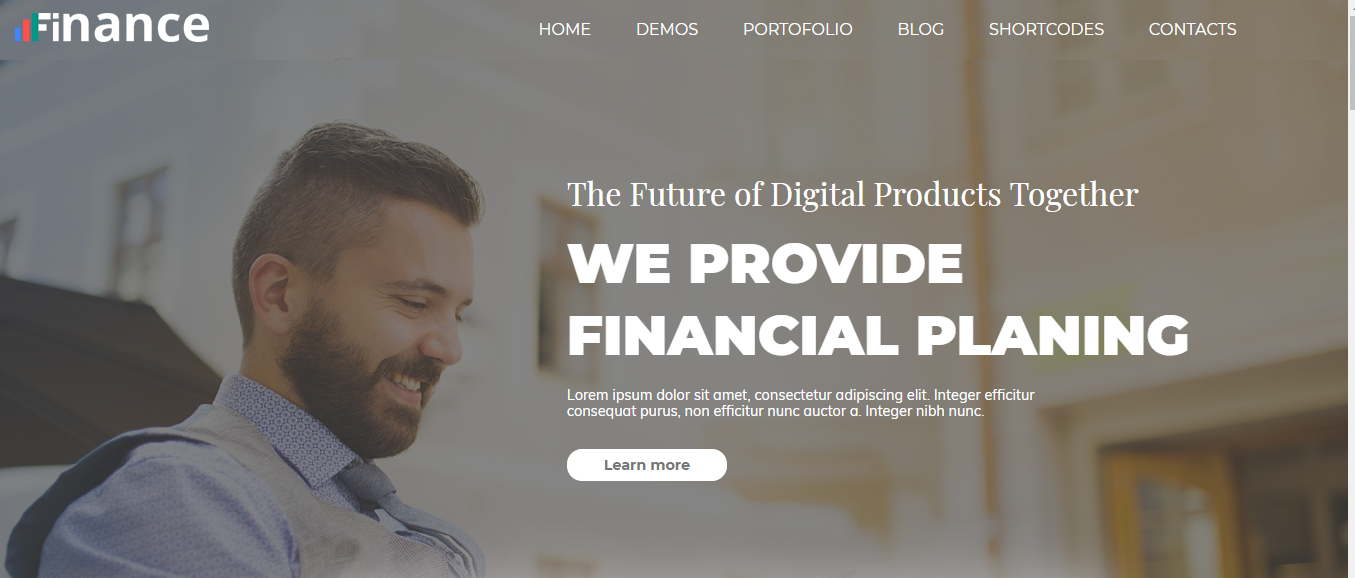 Finance
HOME DEMOS PORTOFOLIO BLOG SHORTCODES CONTACTS
The Future of Digital Products Together
WE PROVIDE
FINANCIAL PLANING
Lorem ipsum dolor sit amet, consectetur adipiscing elit. Integer efficitur
consequat purus, non efficitur nunc auctor a. Integer nibh nunc.
Learn more